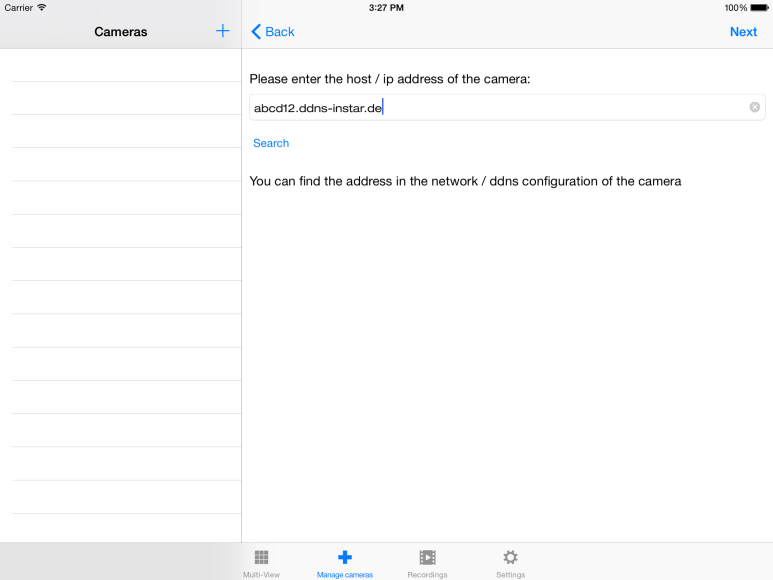 Carrier 3:27 PM 100%
Cameras + Back Next
Please enter the host / ip address of the camera:
abcd12.ddns-instar.de
Search
You can find the address in the network / ddns configuration of the camera
Multi-View Manage cameras Recordings Settings